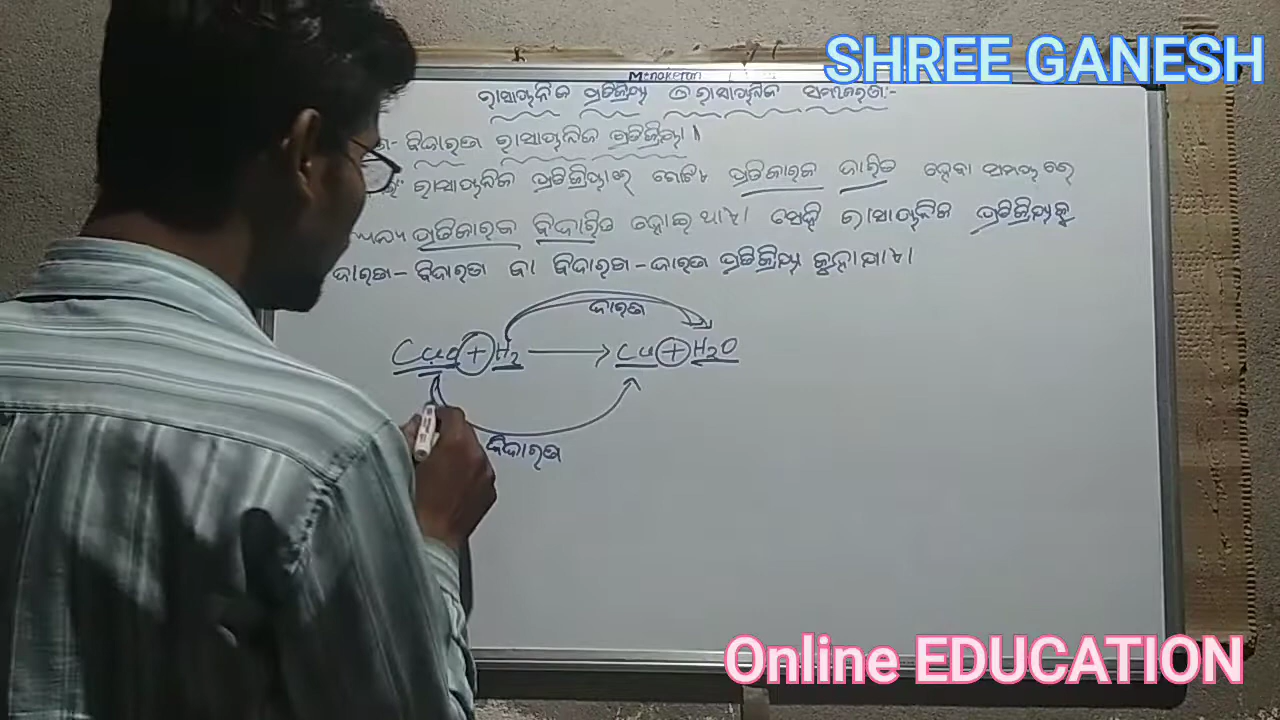 SHREE GANESH
ରାସାୟନିକ ପ୍ରତିକ୍ରିୟା ଓ ରାସାୟନିକ ସମୀକରଣ:-
ବିଜାରଣ ରାସାୟନିକ ପ୍ରତିକ୍ରିୟା।
ରାସାୟନିକ ପ୍ରତିକ୍ରିୟାରେ ଗୋଟିଏ ପ୍ରତିକାରକ ଜାରିତ ହେବା ସମୟରେ
ଅନ୍ୟ ପ୍ରତିକାରକ ବିଜାରିତ ହୋଇଥାଏ। ସେହି ରାସାୟନିକ ପ୍ରତିକ୍ରିୟାକୁ
ଜାରଣ-ବିଜାରଣ ବା ବିଜାରଣ-ଜାରଣ ପ୍ରତିକ୍ରିୟା କୁହାଯାଏ।
ଜାରଣ
CuO + H2 → Cu + H2O
ବିଜାରଣ
Online EDUCATION